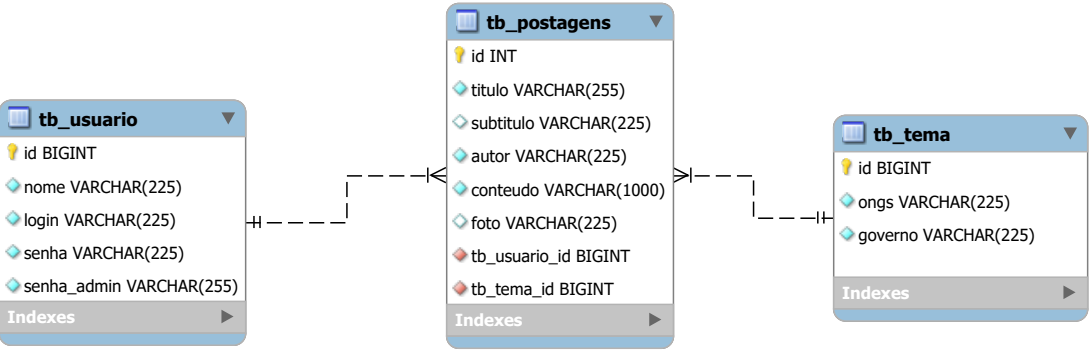 tb_usuario
id BIGINT
nome VARCHAR(225)
login VARCHAR(225)
senha VARCHAR(225)
senha_admin VARCHAR(255)
Indexes
tb_postagens
id INT
titulo VARCHAR(255)
subtitulo VARCHAR(225)
autor VARCHAR(225)
conteudo VARCHAR(1000)
foto VARCHAR(225)
tb_usuario_id BIGINT
tb_tema_id BIGINT
Indexes
tb_tema
id BIGINT
ongs VARCHAR(225)
governo VARCHAR(225)
Indexes